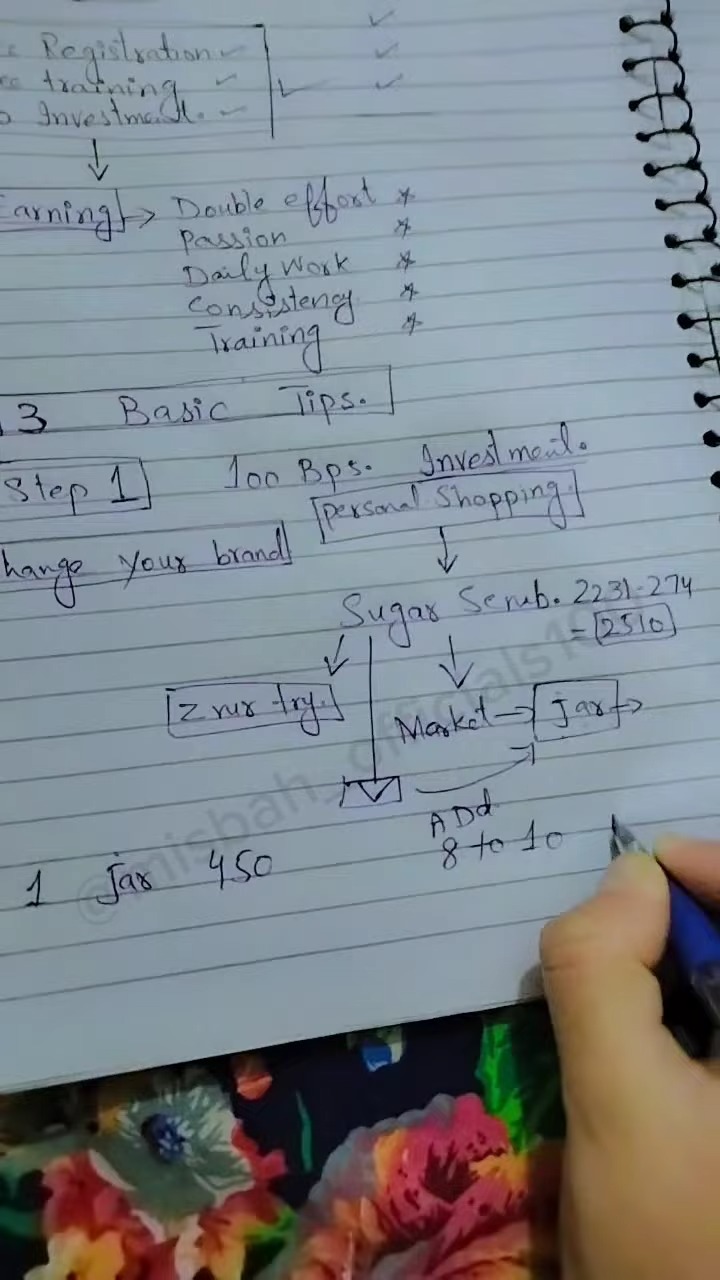 Registration
training
Investment.
Earning → Double effort *
Passion *
Daily Work *
Consistency *
Training *
3 Basic Tips.
Step 1 100 Bps. Investment.
Personal Shopping.
hange your brand
Sugar Scrub. 2231-274
= 2510
try.
Market → Jar →
ADd
8 to 10
1 Jar 450